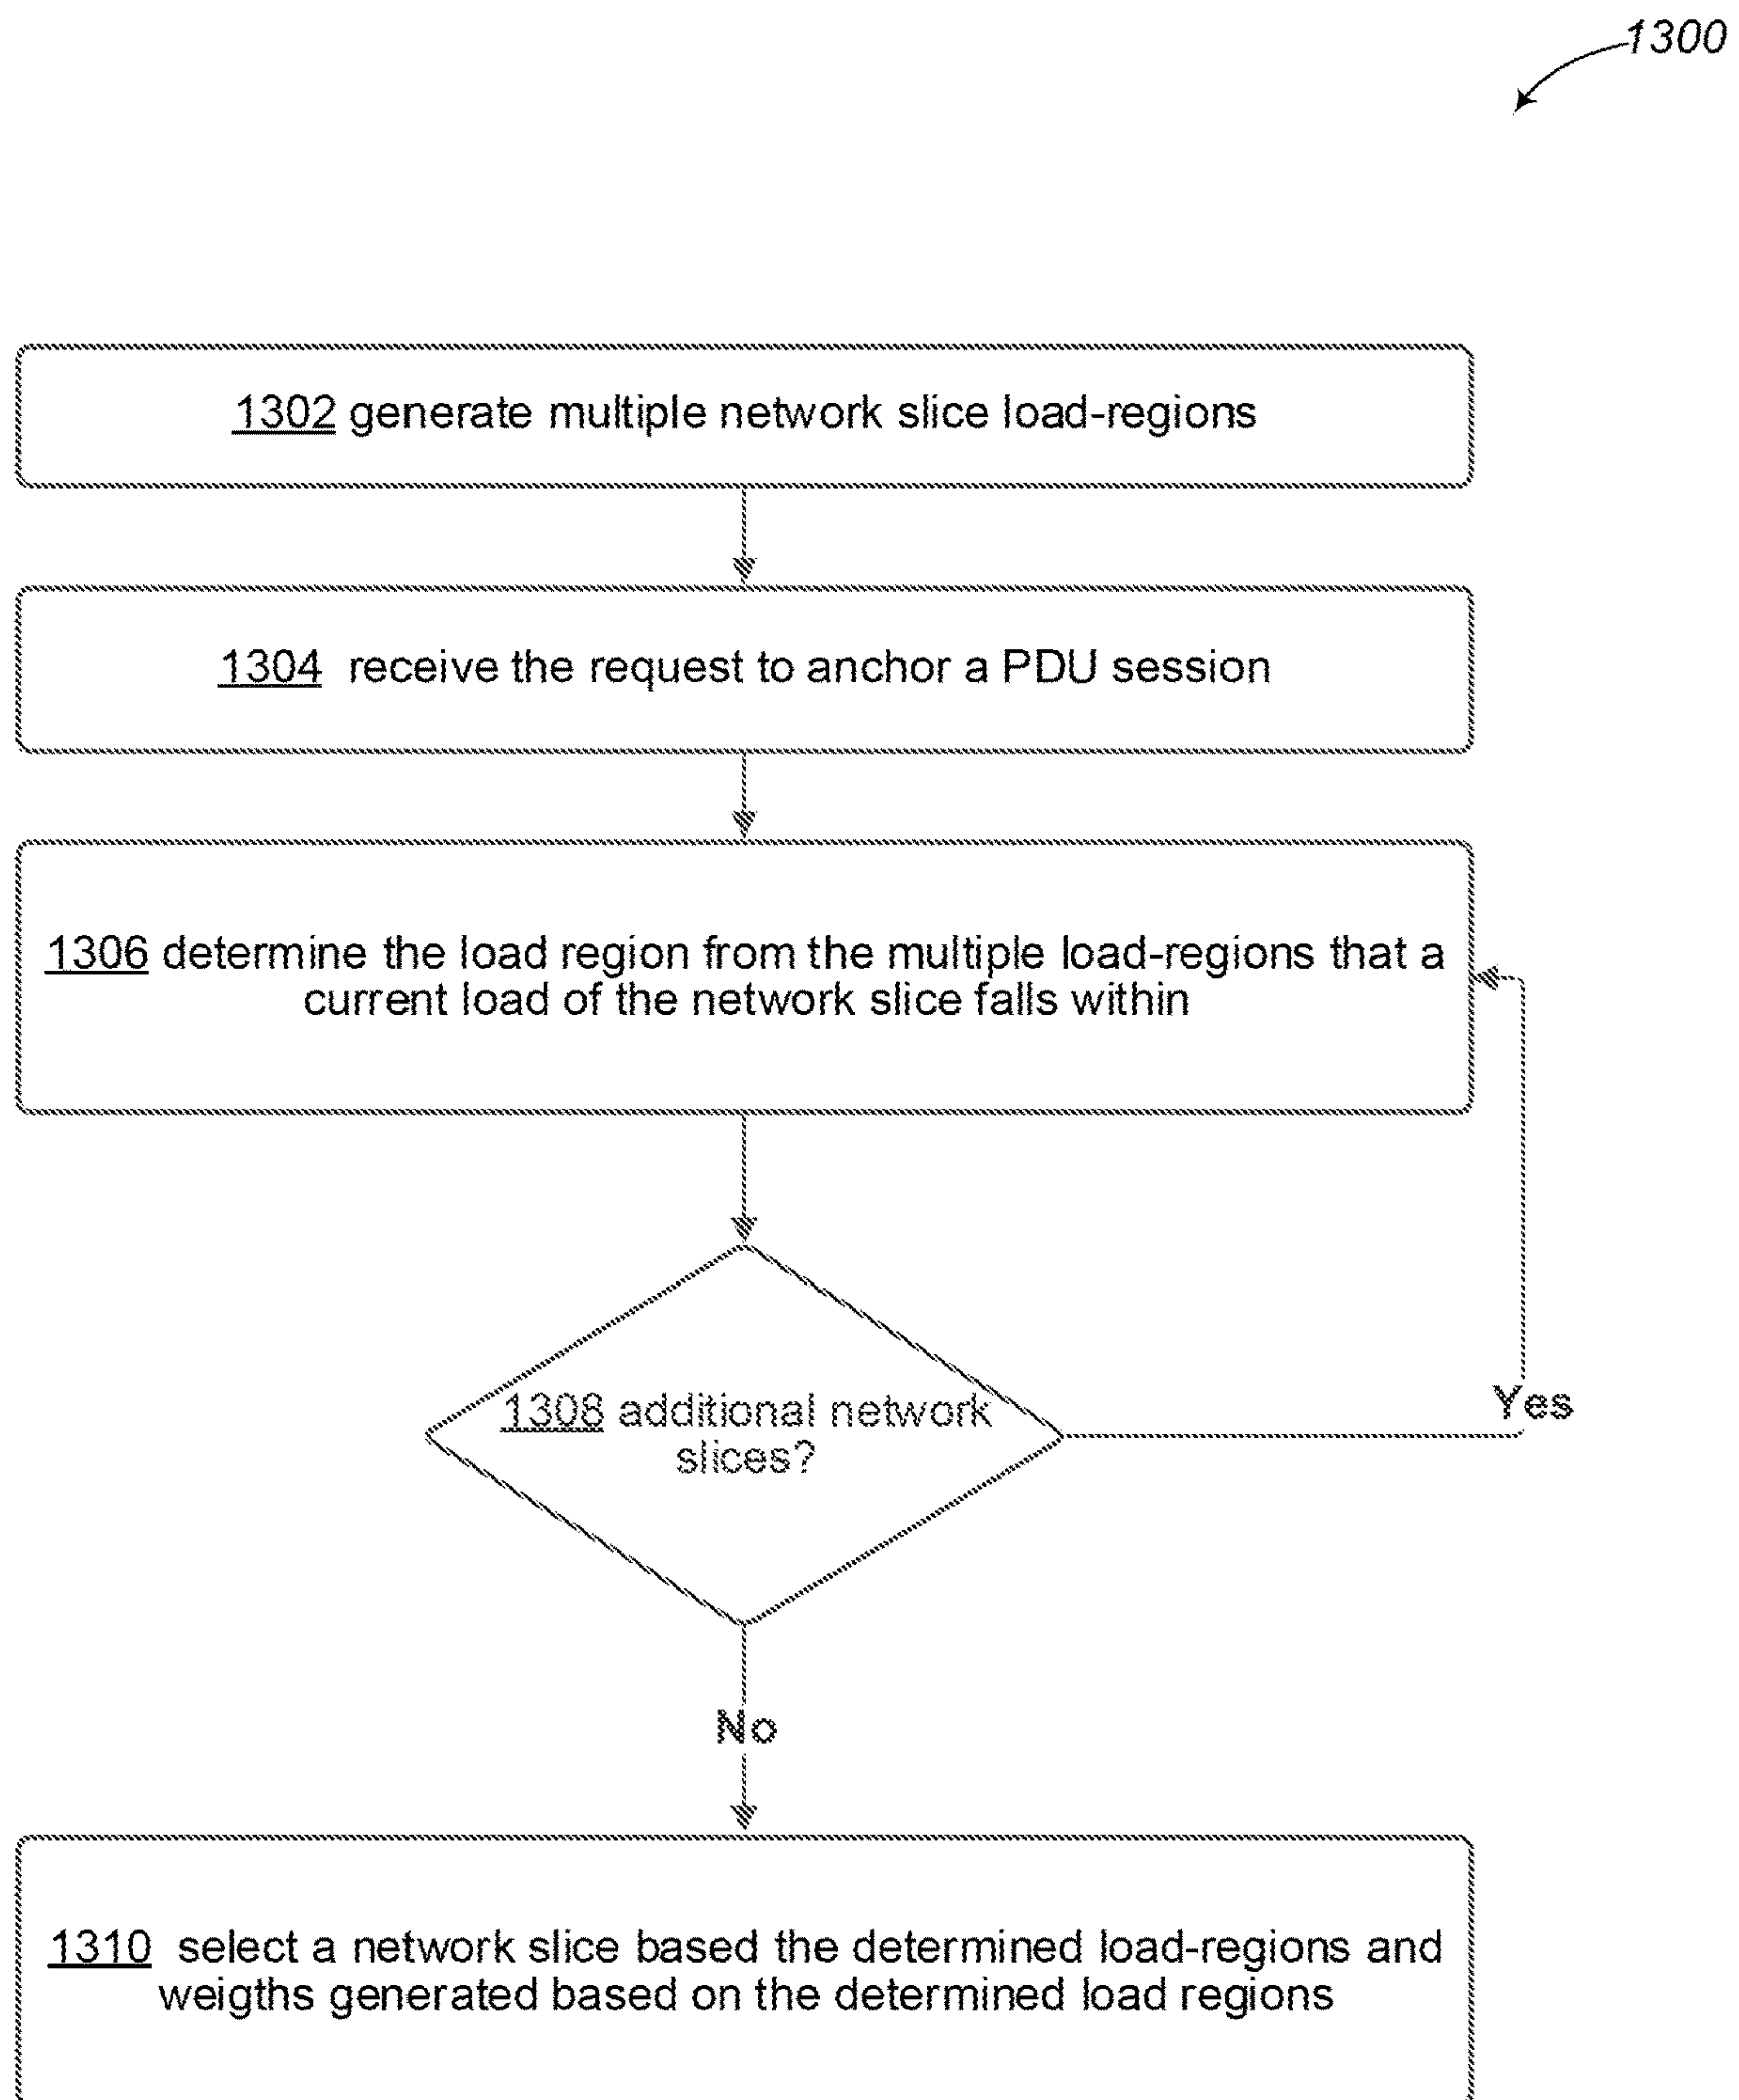 1300
1302 generate multiple network slice load-regions
1304 receive the request to anchor a PDU session
1306 determine the load region from the multiple load-regions that a
current load of the network slice falls within
1308 additional network
slices?
Yes
No
1310 select a network slice based the determined load-regions and
weigths generated based on the determined load regions